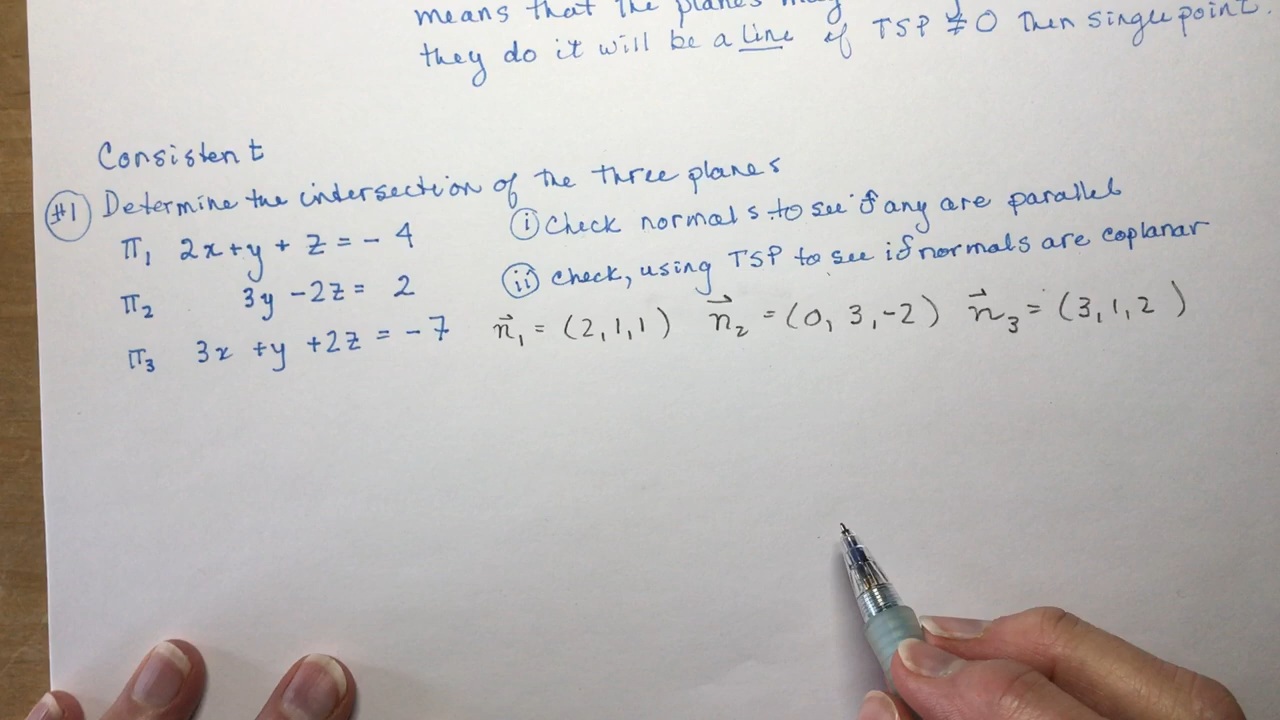 means that the planes may
they do it will be a line if TSP ≠ 0 Then single point.
Consistent
#1 Determine the intersection of the three planes
π₁ 2x + y + z = - 4
π₂ 3y - 2z = 2
π₃ 3x + y + 2z = - 7
i Check normals to see if any are parallel
ii Check, using TSP to see if normals are coplanar
n⃗₁ = (2, 1, 1) n⃗₂ = (0, 3, -2) n⃗₃ = (3, 1, 2)